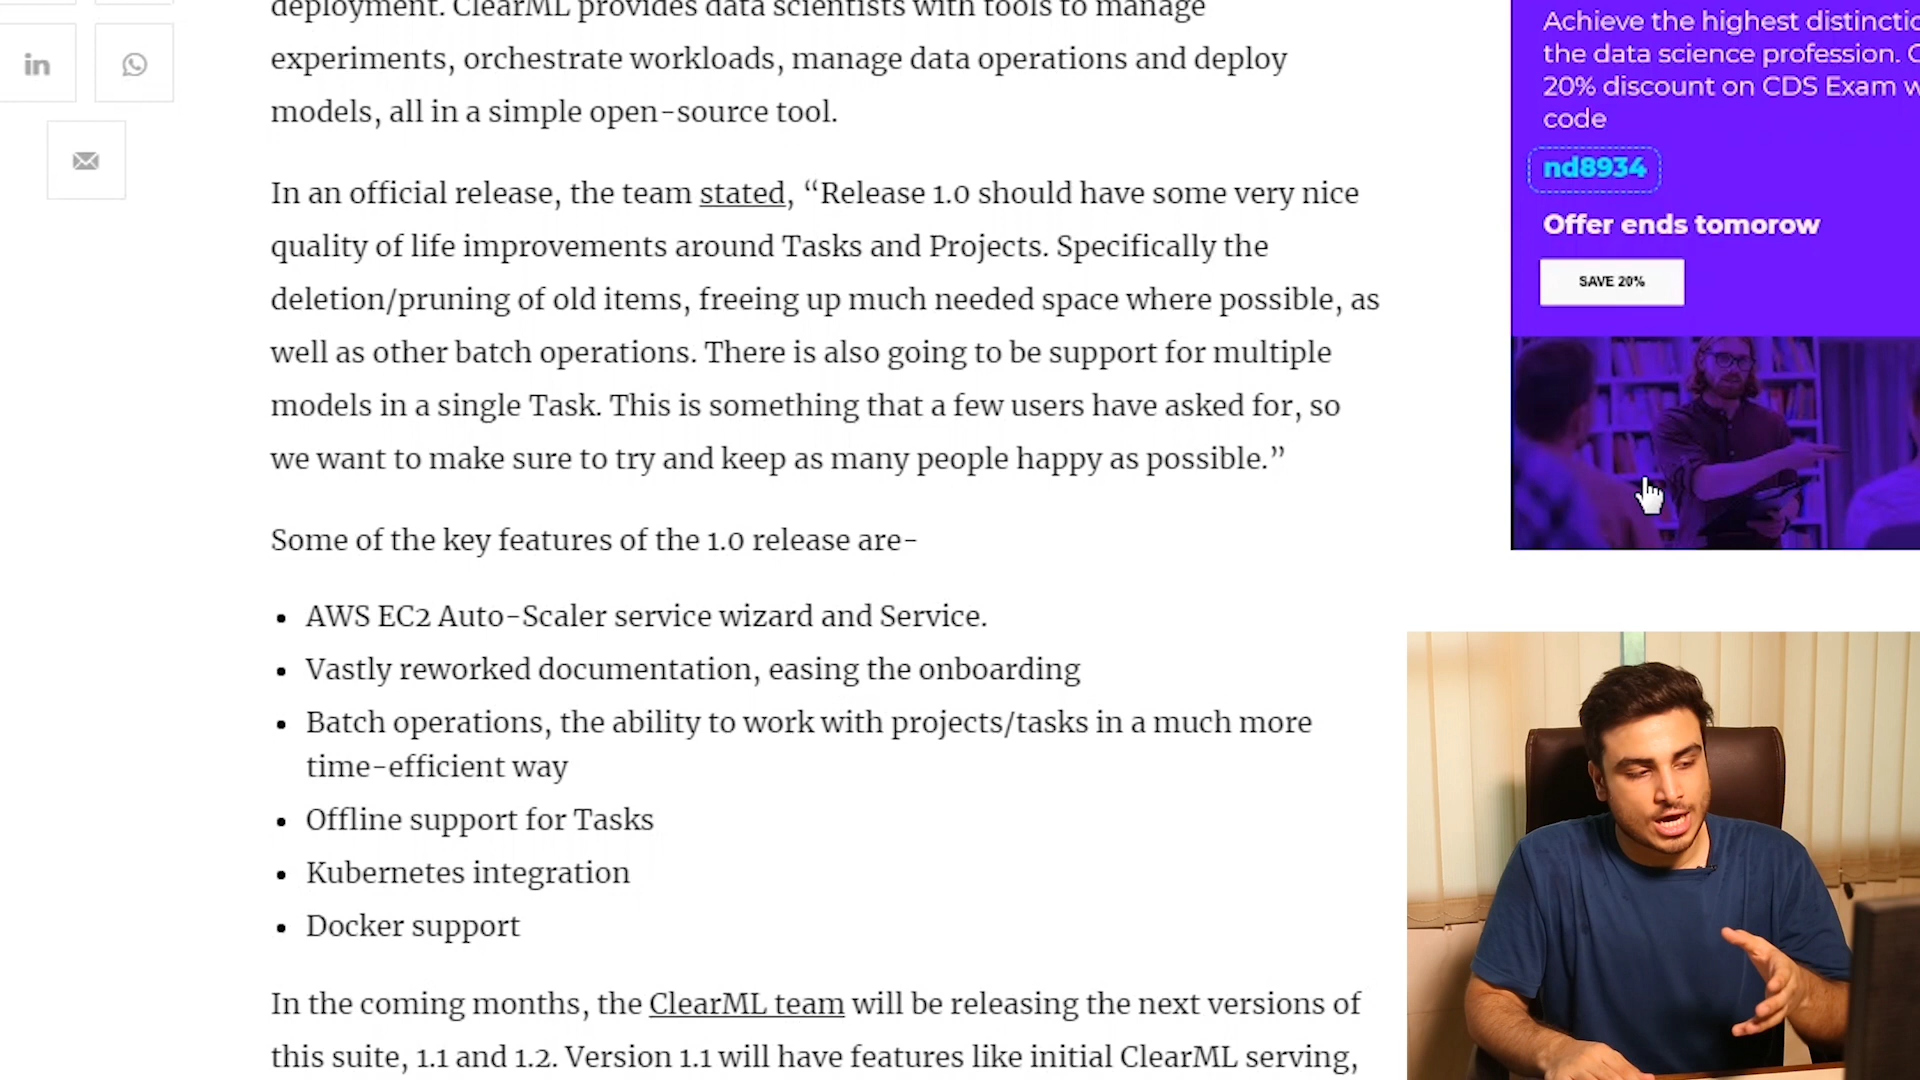 deployment. ClearML provides data scientists with tools to manage
experiments, orchestrate workloads, manage data operations and deploy
models, all in a simple open-source tool.
In an official release, the team stated, “Release 1.0 should have some very nice
quality of life improvements around Tasks and Projects. Specifically the
deletion/pruning of old items, freeing up much needed space where possible, as
well as other batch operations. There is also going to be support for multiple
models in a single Task. This is something that a few users have asked for, so
we want to make sure to try and keep as many people happy as possible.”
Some of the key features of the 1.0 release are-
• AWS EC2 Auto-Scaler service wizard and Service.
• Vastly reworked documentation, easing the onboarding
• Batch operations, the ability to work with projects/tasks in a much more
time-efficient way
• Offline support for Tasks
• Kubernetes integration
• Docker support
In the coming months, the ClearML team will be releasing the next versions of
this suite, 1.1 and 1.2. Version 1.1 will have features like initial ClearML serving,
in
Achieve the highest
the data science profession.
20% discount on CDS Exam
code
nd8934
Offer ends tomorow
SAVE 20%